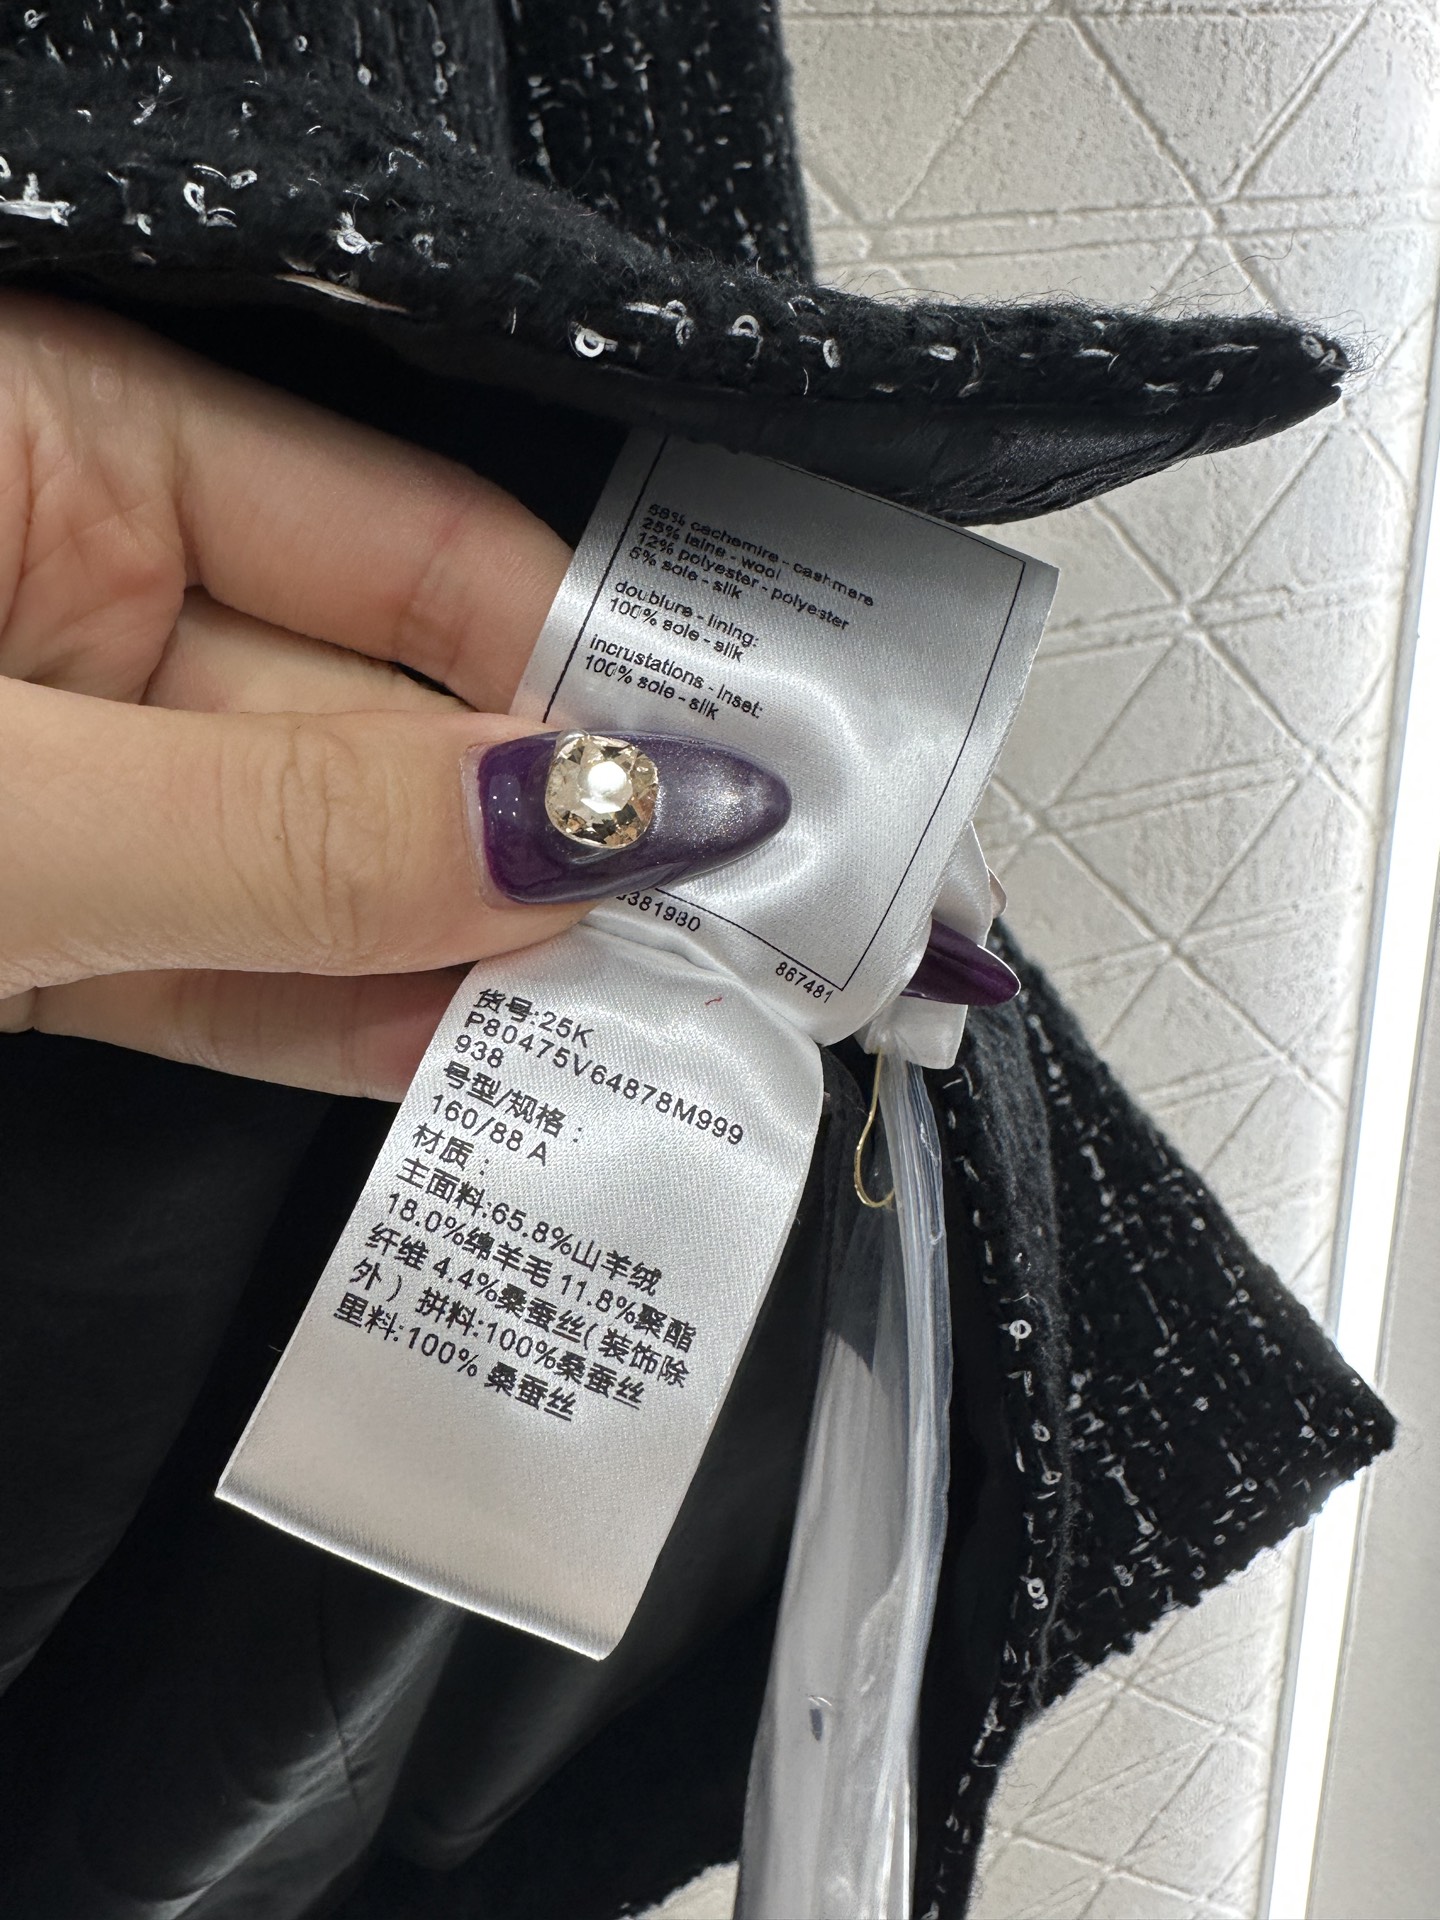 58% cachemire - cashmere
25% laine - wool
12% polyester - polyester
5% soie - silk
doublure - lining:
100% soie - silk
incrustations - inset:
100% soie - silk
381980
867481
货号:25K
P80475V64878M999
938
号型/规格：
160/88 A
材质：
主面料:65.8%山羊绒
18.0%绵羊毛 11.8%聚酯
纤维 4.4%桑蚕丝(装饰除
外）拼料:100%桑蚕丝
里料:100% 桑蚕丝